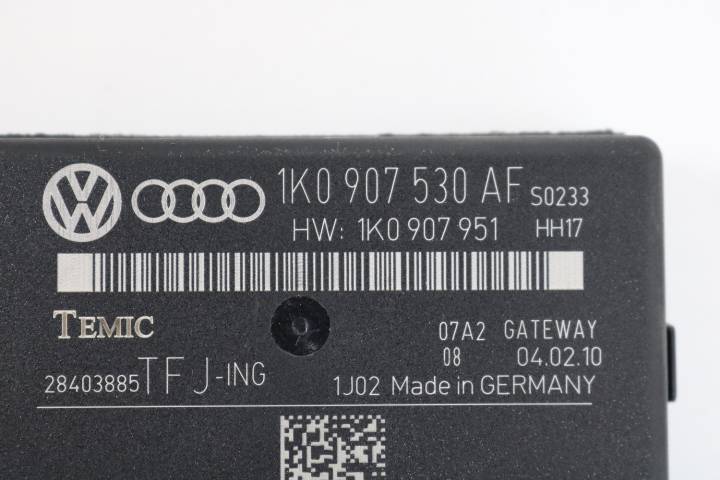 1K0 907 530 AF S0233
HW: 1K0 907 951 HH17
TEMIC
07A2 GATEWAY
08 04.02.10
28403885TFJ-ING
1J02 Made in GERMANY